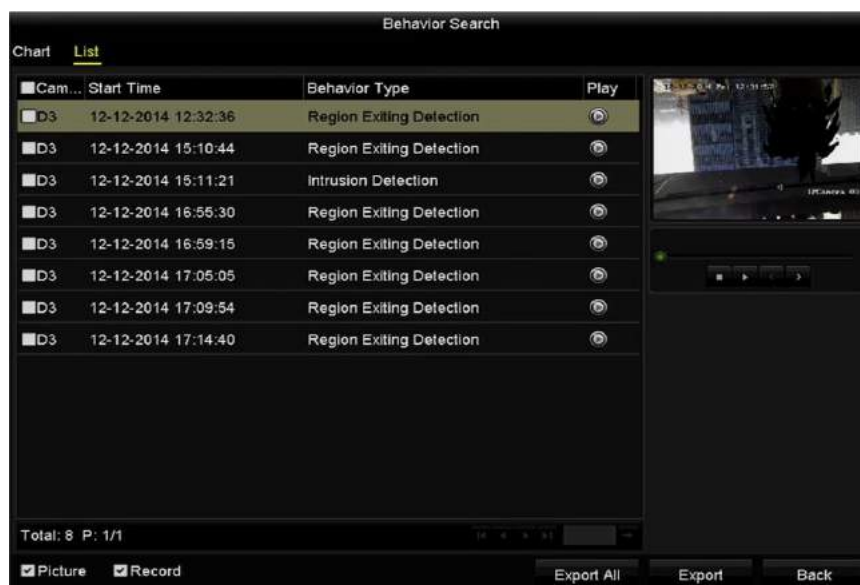 Behavior Search
Chart List
Cam... Start Time Behavior Type Play
D3 12-12-2014 12:32:36 Region Exiting Detection
D3 12-12-2014 15:10:44 Region Exiting Detection
D3 12-12-2014 15:11:21 Intrusion Detection
D3 12-12-2014 16:55:30 Region Exiting Detection
D3 12-12-2014 16:59:15 Region Exiting Detection
D3 12-12-2014 17:05:05 Region Exiting Detection
D3 12-12-2014 17:09:54 Region Exiting Detection
D3 12-12-2014 17:14:40 Region Exiting Detection
Total: 8 P: 1/1
Picture Record Export All Export Back